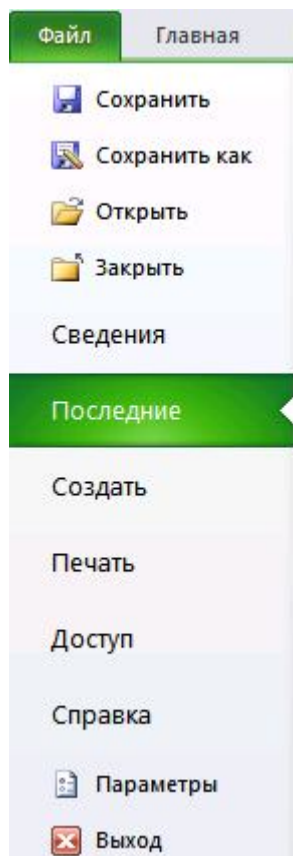 Файл Главная
Сохранить
Сохранить как
Открыть
Закрыть
Сведения
Последние
Создать
Печать
Доступ
Справка
Параметры
Выход